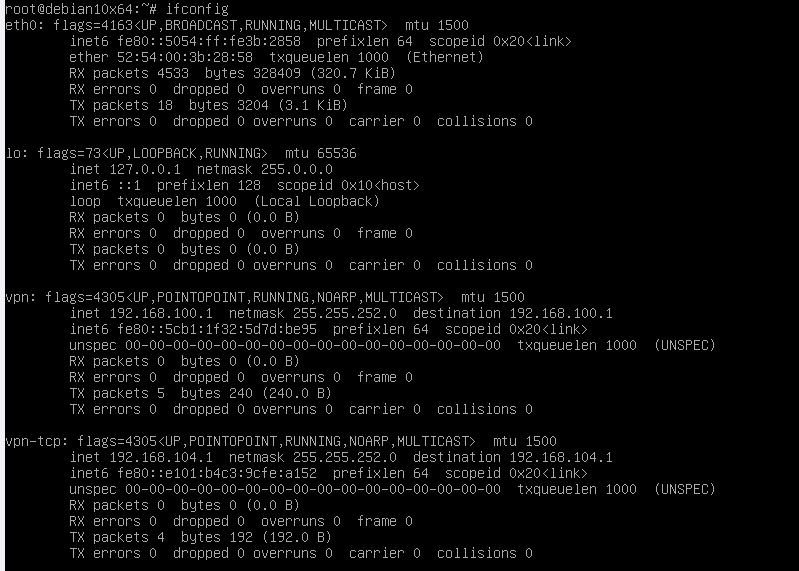 root@debian10x64:~# ifconfig
eth0: flags=4163<UP,BROADCAST,RUNNING,MULTICAST>  mtu 1500
        inet6 fe80::5054:ff:fe3b:2858  prefixlen 64  scopeid 0x20<link>
        ether 52:54:00:3b:28:58  txqueuelen 1000  (Ethernet)
        RX packets 4533  bytes 328409 (320.7 KiB)
        RX errors 0  dropped 0  overruns 0  frame 0
        TX packets 18  bytes 3204 (3.1 KiB)
        TX errors 0  dropped 0 overruns 0  carrier 0  collisions 0

lo: flags=73<UP,LOOPBACK,RUNNING>  mtu 65536
        inet 127.0.0.1  netmask 255.0.0.0
        inet6 ::1  prefixlen 128  scopeid 0x10<host>
        loop  txqueuelen 1000  (Local Loopback)
        RX packets 0  bytes 0 (0.0 B)
        RX errors 0  dropped 0  overruns 0  frame 0
        TX packets 0  bytes 0 (0.0 B)
        TX errors 0  dropped 0 overruns 0  carrier 0  collisions 0

vpn: flags=4305<UP,POINTOPOINT,RUNNING,NOARP,MULTICAST>  mtu 1500
        inet 192.168.100.1  netmask 255.255.252.0  destination 192.168.100.1
        inet6 fe80::5cb1:1f32:5d7d:be95  prefixlen 64  scopeid 0x20<link>
        unspec 00-00-00-00-00-00-00-00-00-00-00-00-00-00-00-00  txqueuelen 1000  (UNSPEC)
        RX packets 0  bytes 0 (0.0 B)
        RX errors 0  dropped 0  overruns 0  frame 0
        TX packets 5  bytes 240 (240.0 B)
        TX errors 0  dropped 0 overruns 0  carrier 0  collisions 0

vpn-tcp: flags=4305<UP,POINTOPOINT,RUNNING,NOARP,MULTICAST>  mtu 1500
        inet 192.168.104.1  netmask 255.255.252.0  destination 192.168.104.1
        inet6 fe80::e101:b4c3:9cfe:a152  prefixlen 64  scopeid 0x20<link>
        unspec 00-00-00-00-00-00-00-00-00-00-00-00-00-00-00-00  txqueuelen 1000  (UNSPEC)
        RX packets 0  bytes 0 (0.0 B)
        RX errors 0  dropped 0  overruns 0  frame 0
        TX packets 4  bytes 192 (192.0 B)
        TX errors 0  dropped 0 overruns 0  carrier 0  collisions 0